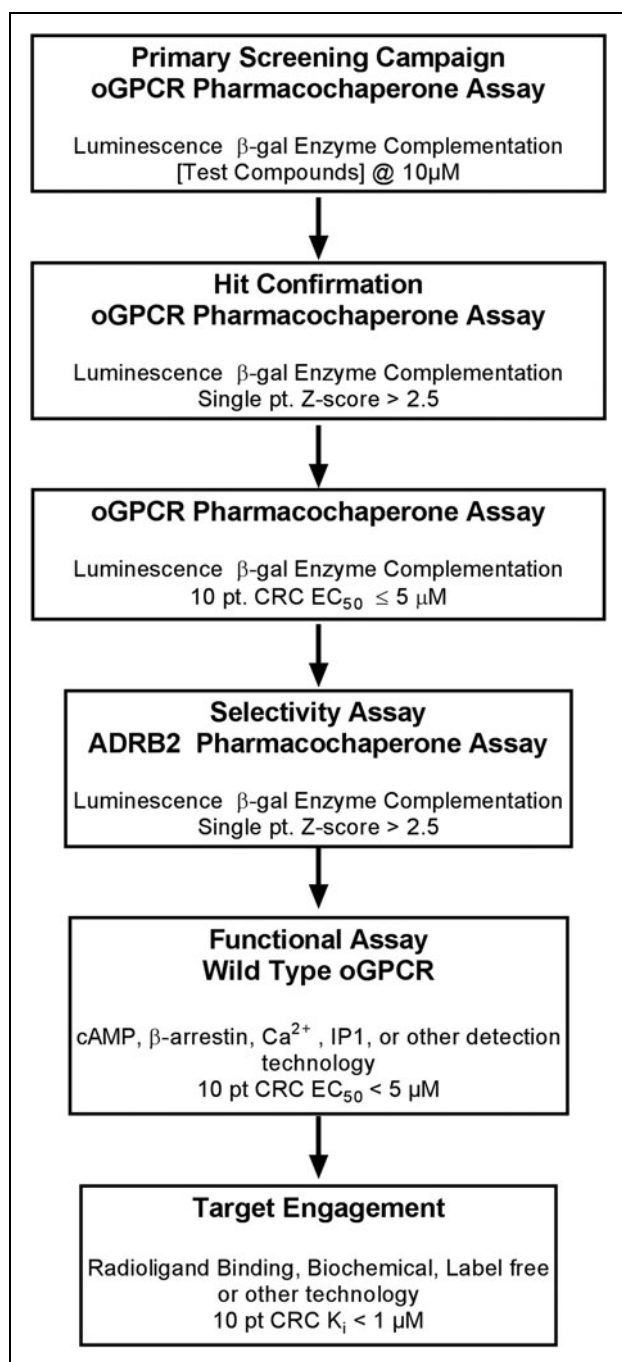 Primary Screening Campaign
oGPCR Pharmacochaperone Assay
Luminescence β-gal Enzyme Complementation
[Test Compounds] @ 10µM
Hit Confirmation
oGPCR Pharmacochaperone Assay
Luminescence β-gal Enzyme Complementation
Single pt. Z-score > 2.5
oGPCR Pharmacochaperone Assay
Luminescence β-gal Enzyme Complementation
10 pt. CRC EC₅₀ ≤ 5 µM
Selectivity Assay
ADRB2 Pharmacochaperone Assay
Luminescence β-gal Enzyme Complementation
Single pt. Z-score > 2.5
Functional Assay
Wild Type oGPCR
cAMP, β-arrestin, Ca²⁺ , IP1, or other detection
technology
10 pt CRC EC₅₀ < 5 µM
Target Engagement
Radioligand Binding, Biochemical, Label free
or other technology
10 pt CRC Kᵢ < 1 µM